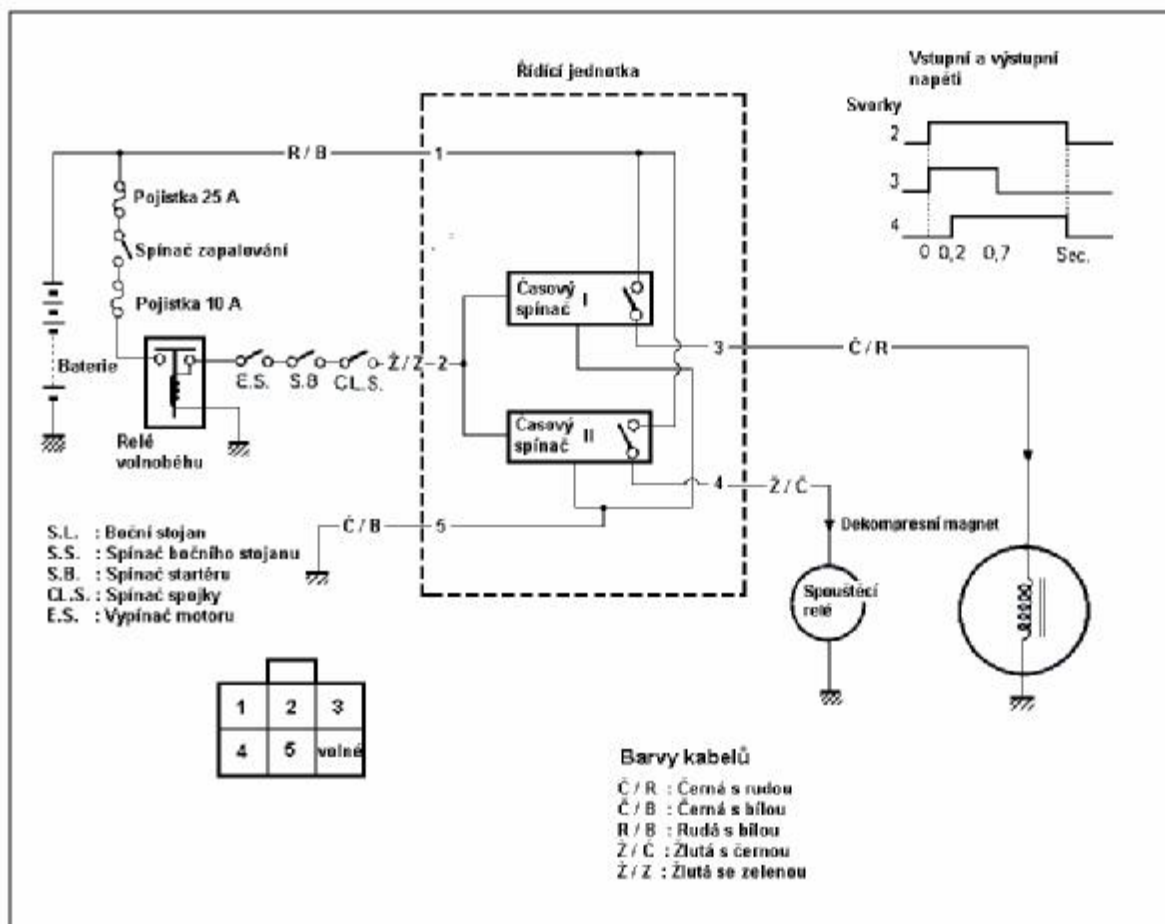 Vstupní a výstupní
napětí
Řídící jednotka
Svorky
2
3
4
0 0,2 0,7 Sec.
R / B
1
Pojistka 25 A
Spínač zapalování
Pojistka 10 A
Baterie
Relé
volnoběhu
E.S. S.B CL.S.
Ž / Z 2
Časový
spínač I
3
Č / R
Časový
spínač II
4
Ž / Č
Č / B
5
Dekompresní magnet
Spouštěcí
relé
S.L. : Boční stojan
S.S. : Spínač bočního stojanu
S.B. : Spínač startéru
CL.S. : Spínač spojky
E.S. : Vypínač motoru
1 2 3
4 5 volné
Barvy kabelů
Č / R : Černá s rudou
Č / B : Černá s bílou
R / B : Rudá s bílou
Ž / Č : Žlutá s černou
Ž / Z : Žlutá se zelenou